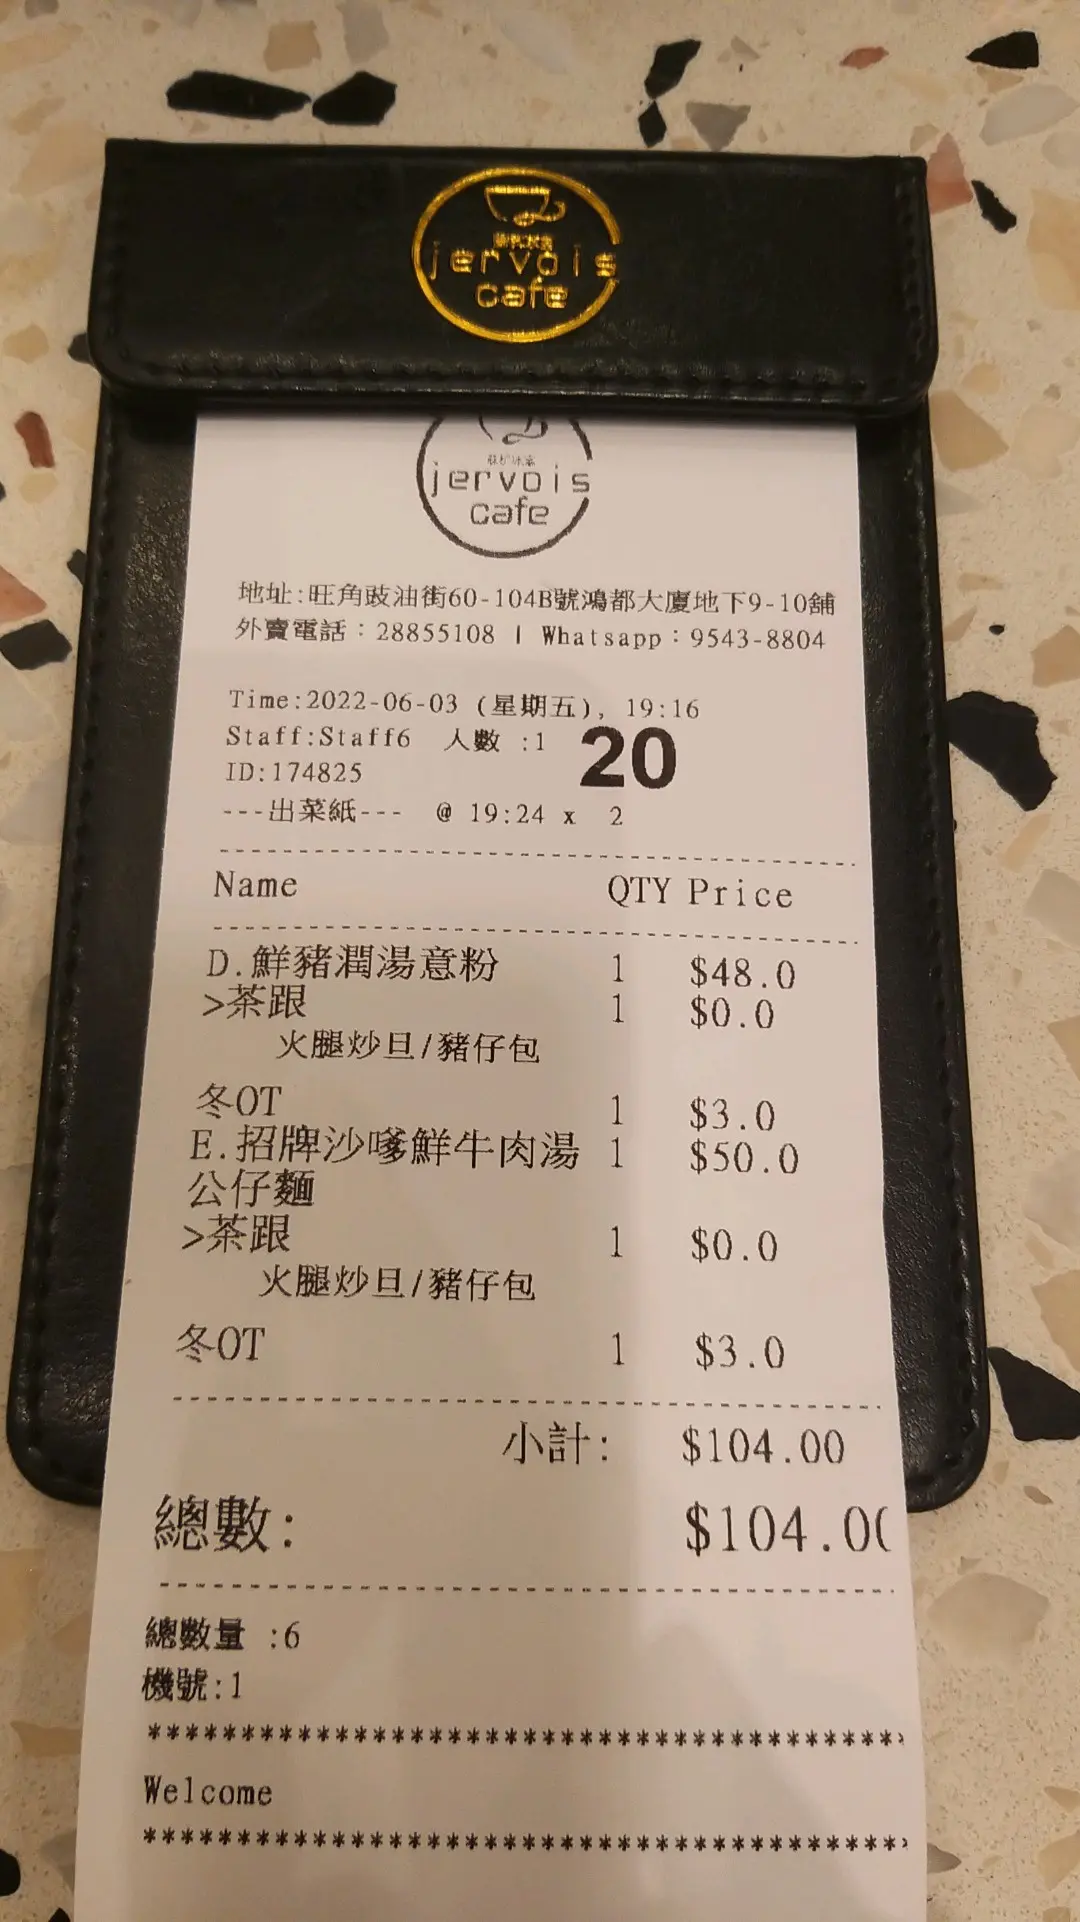 jervois
cafe
jervois
cafe
地址:旺角豉油街60-104B號鴻都大廈地下9-10舖
外賣電話：28855108 | Whatsapp：9543-8804
Time:2022-06-03 (星期五), 19:16
Staff:Staff6 人數 :1 20
ID:174825
---出菜紙--- @ 19:24 x 2
Name QTY Price
D.鮮豬潤湯意粉 1 $48.0
>茶跟 1 $0.0
火腿炒旦/豬仔包
冬OT 1 $3.0
E.招牌沙嗲鮮牛肉湯 1 $50.0
公仔麵
>茶跟 1 $0.0
火腿炒旦/豬仔包
冬OT 1 $3.0
小計: $104.00
總數: $104.00
總數量 :6
機號:1
****************************************
Welcome
****************************************